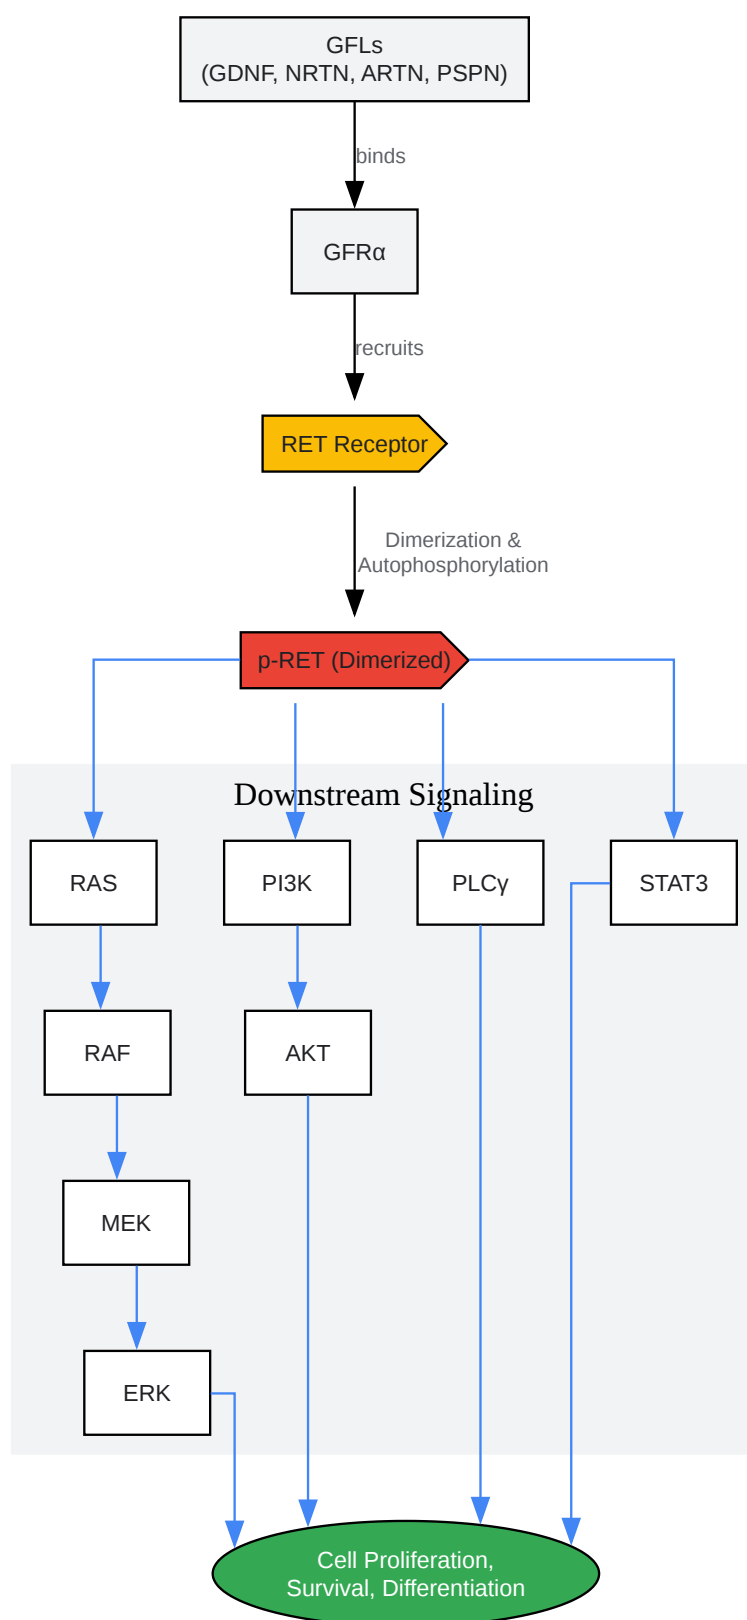 GFLs
(GDNF, NRTN, ARTN, PSPN)
binds
GFRα
recruits
RET Receptor
Dimerization &
Autophosphorylation
p-RET (Dimerized)
Downstream Signaling
RAS
PI3K
PLCγ
STAT3
RAF
AKT
MEK
ERK
Cell Proliferation,
Survival, Differentiation